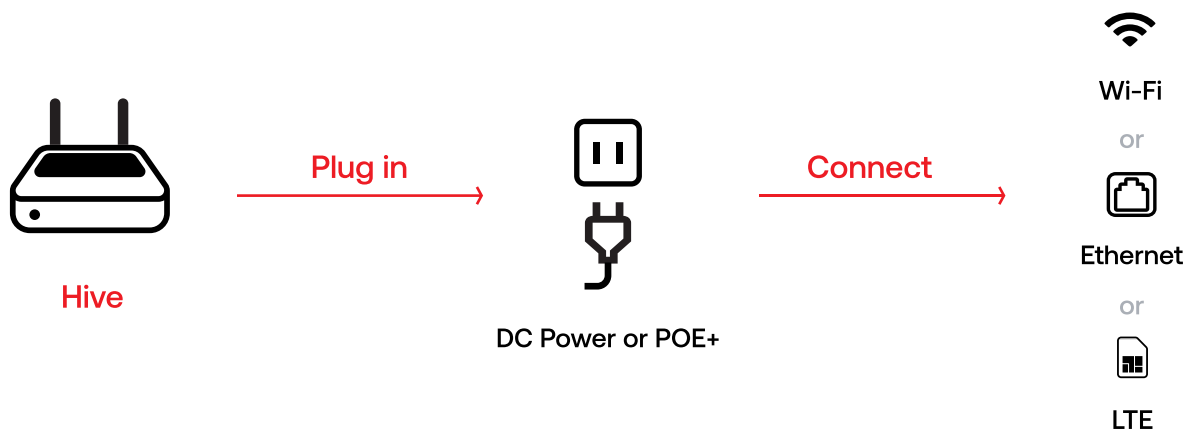 Hive
Plug in
DC Power or POE+
Connect
Wi-Fi
or
Ethernet
or
LTE